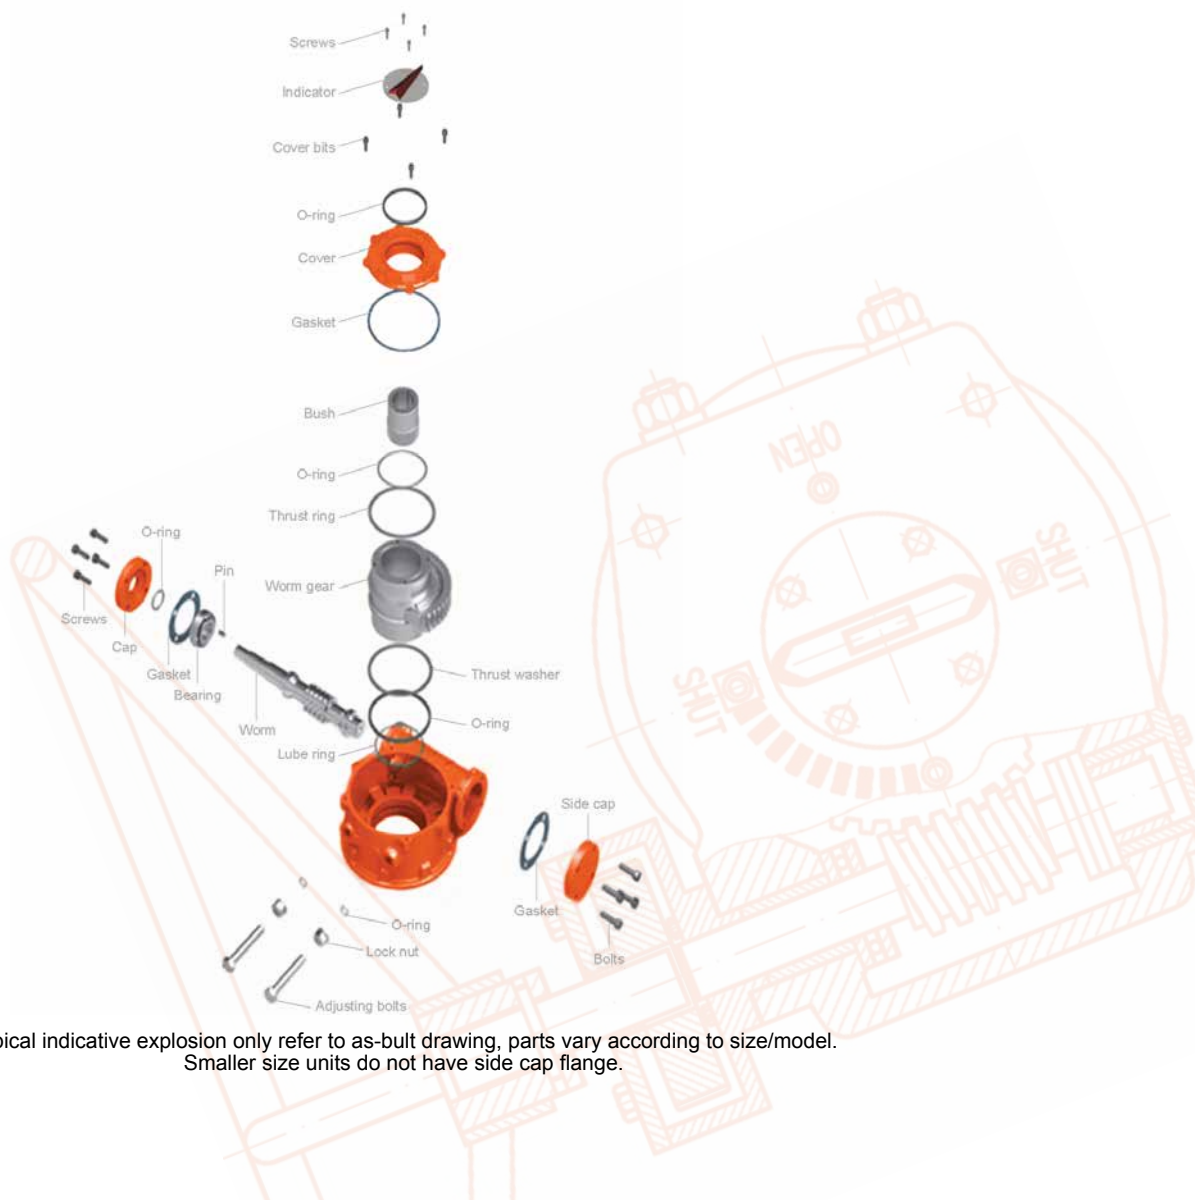 Screws
Indicator
Cover bits
O-ring
Cover
Gasket
Bush
O-ring
Thrust ring
Worm gear
O-ring
Pin
Screws
Cap
Gasket
Bearing
Worm
Thrust washer
O-ring
Lube ring
Side cap
Gasket
Bolts
O-ring
Lock nut
Adjusting bolts
OPEN
SHUT
SHUT
pical indicative explosion only refer to as-bult drawing, parts vary according to size/model.
Smaller size units do not have side cap flange.